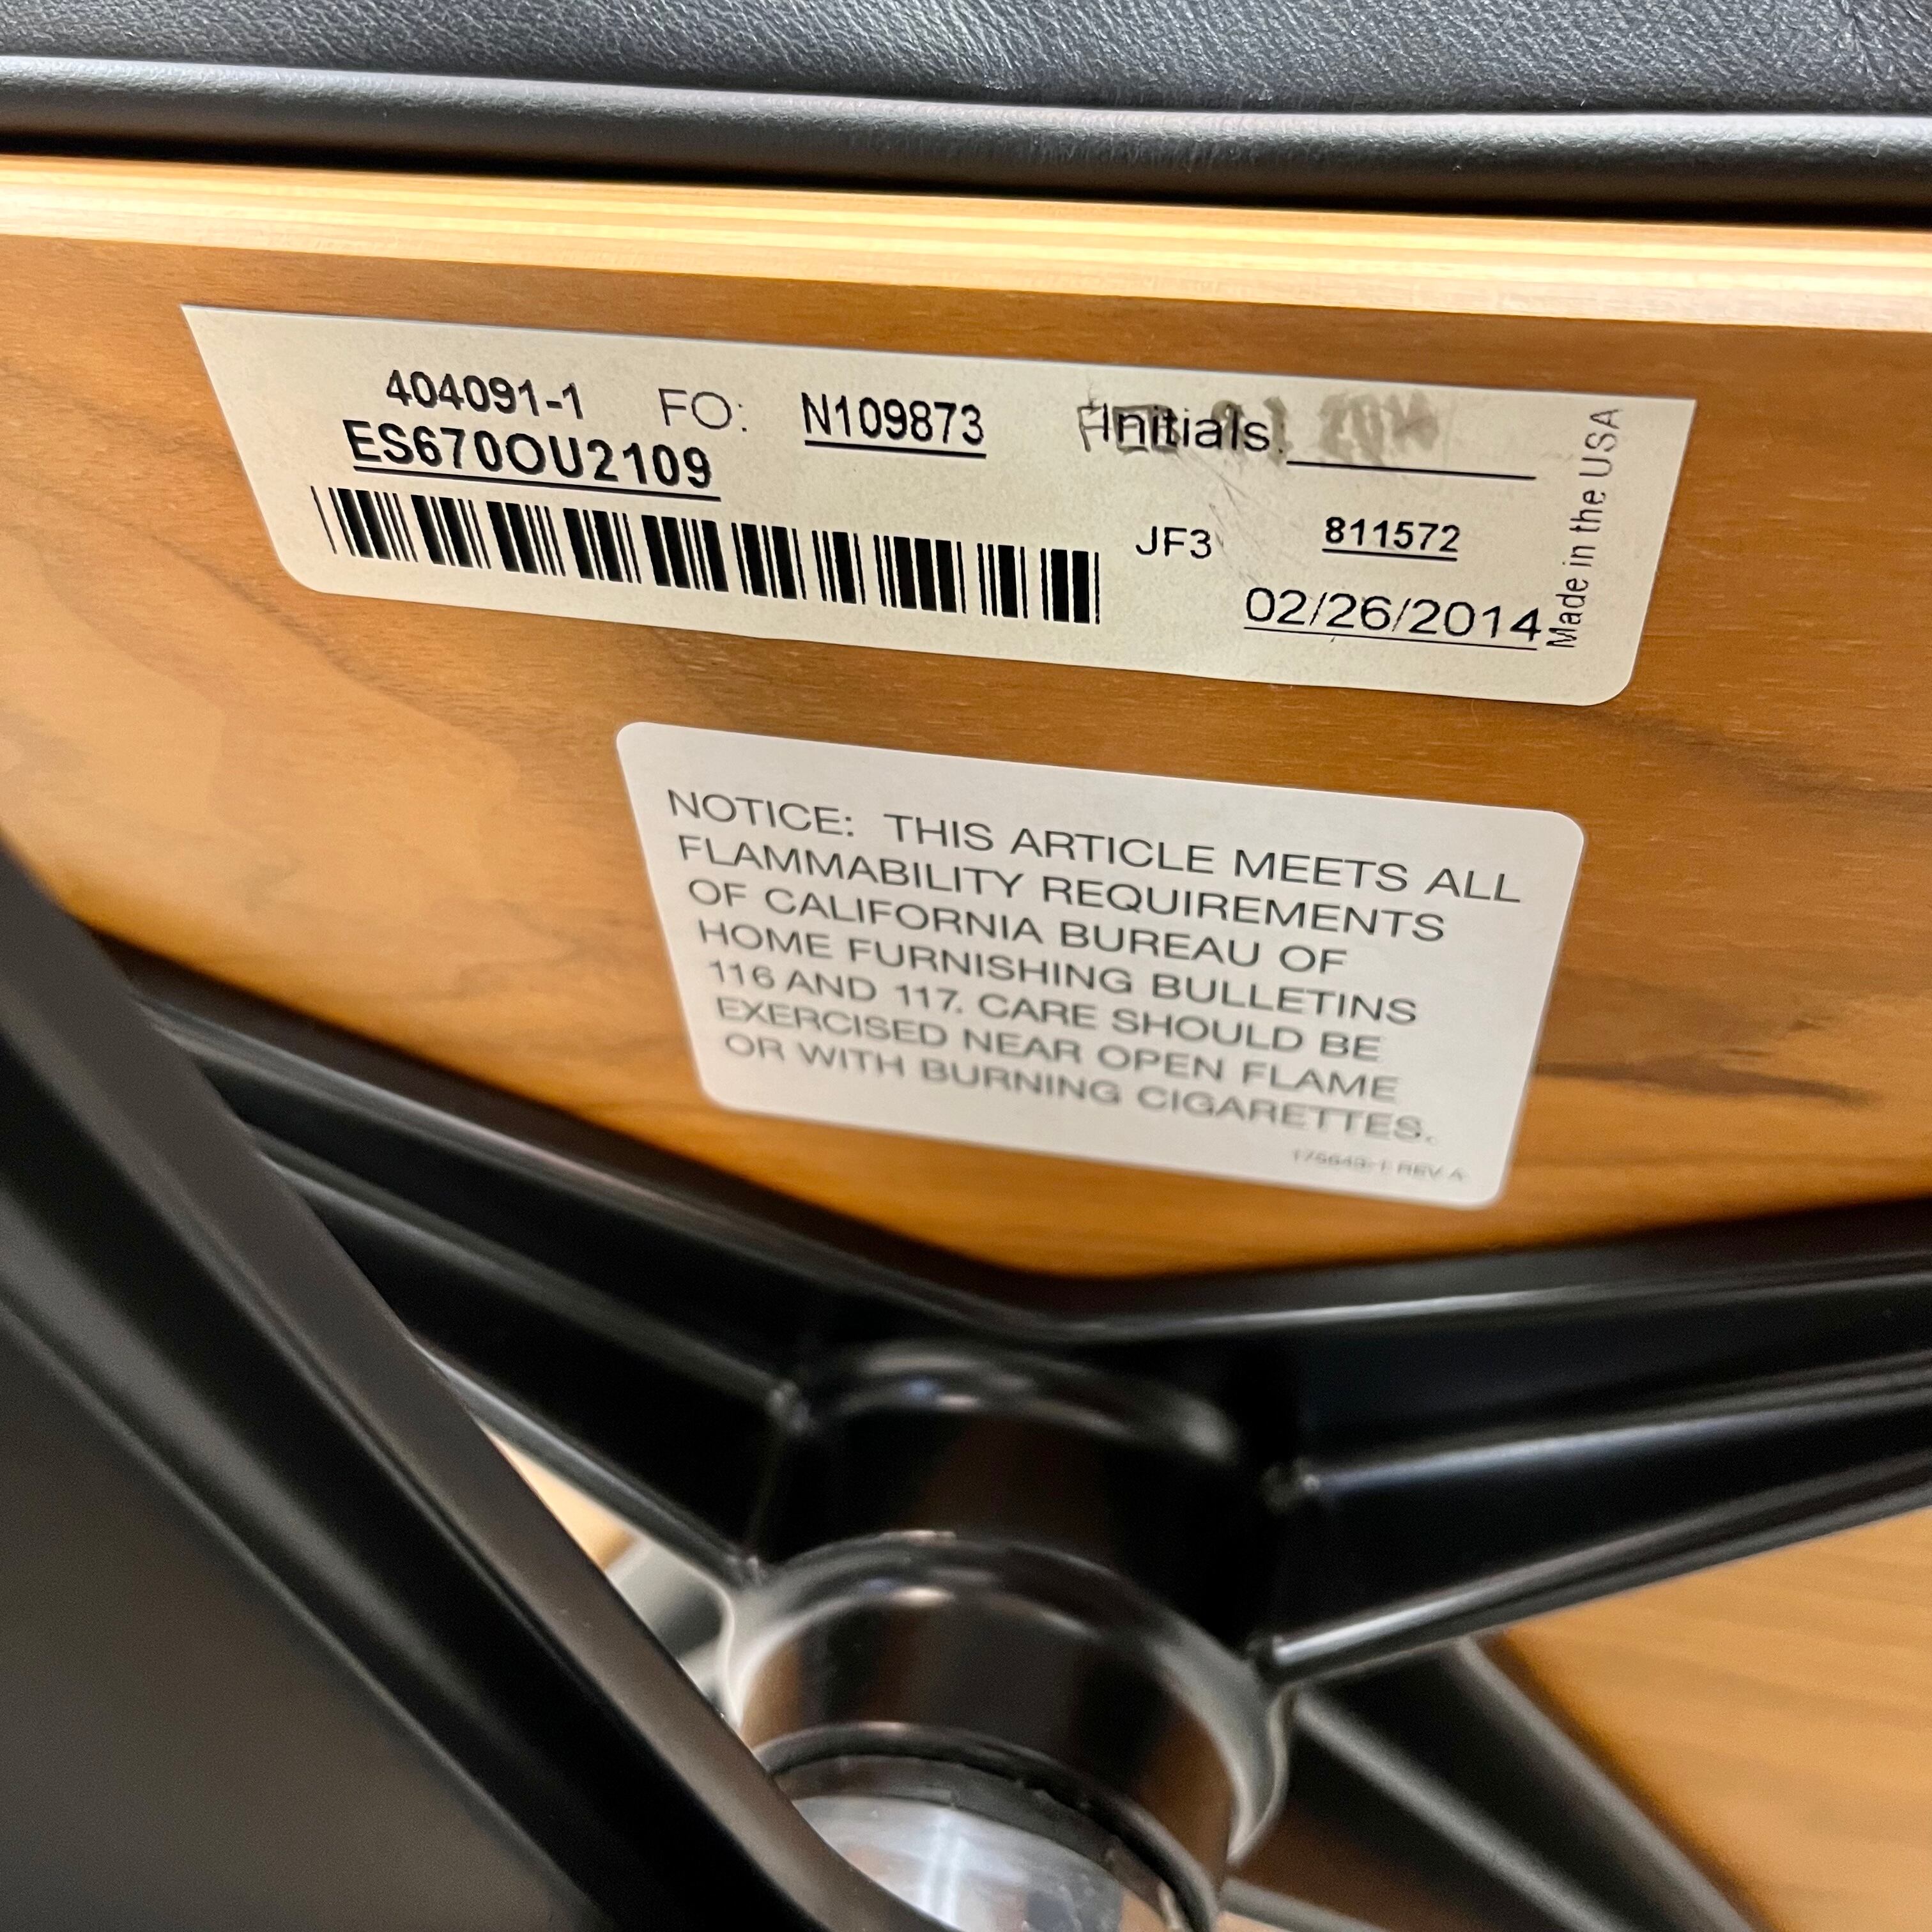 404091-1 FO: N109873 Initials:
ES670OU2109
JF3 811572
02/26/2014
Made in the USA
NOTICE: THIS ARTICLE MEETS ALL
FLAMMABILITY REQUIREMENTS
OF CALIFORNIA BUREAU OF
HOME FURNISHING BULLETINS
116 AND 117. CARE SHOULD BE
EXERCISED NEAR OPEN FLAME
OR WITH BURNING CIGARETTES.
REV A